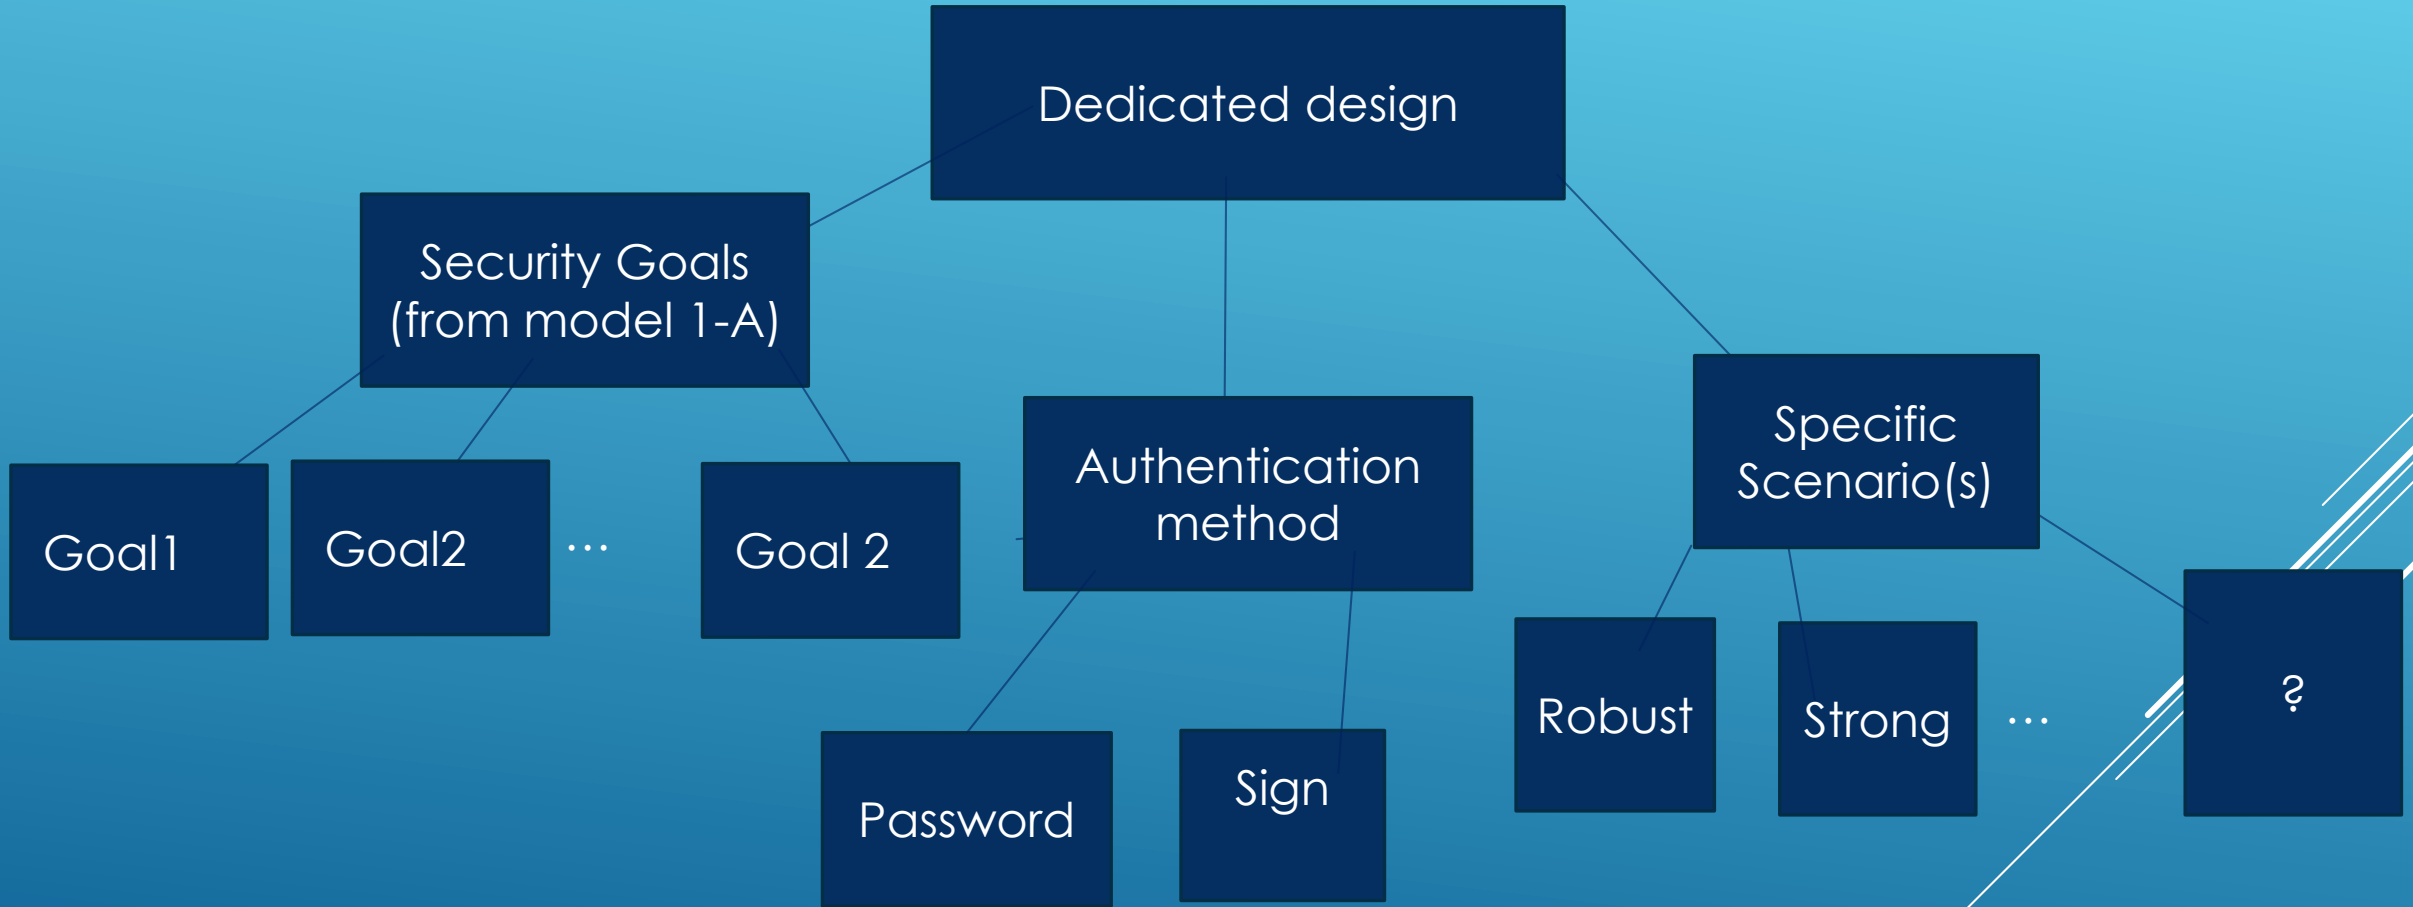 Dedicated design
Security Goals
(from model 1-A)
Goal1
Goal2
...
Goal 2
Authentication
method
Password
Sign
Specific
Scenario(s)
Robust
Strong
...
?